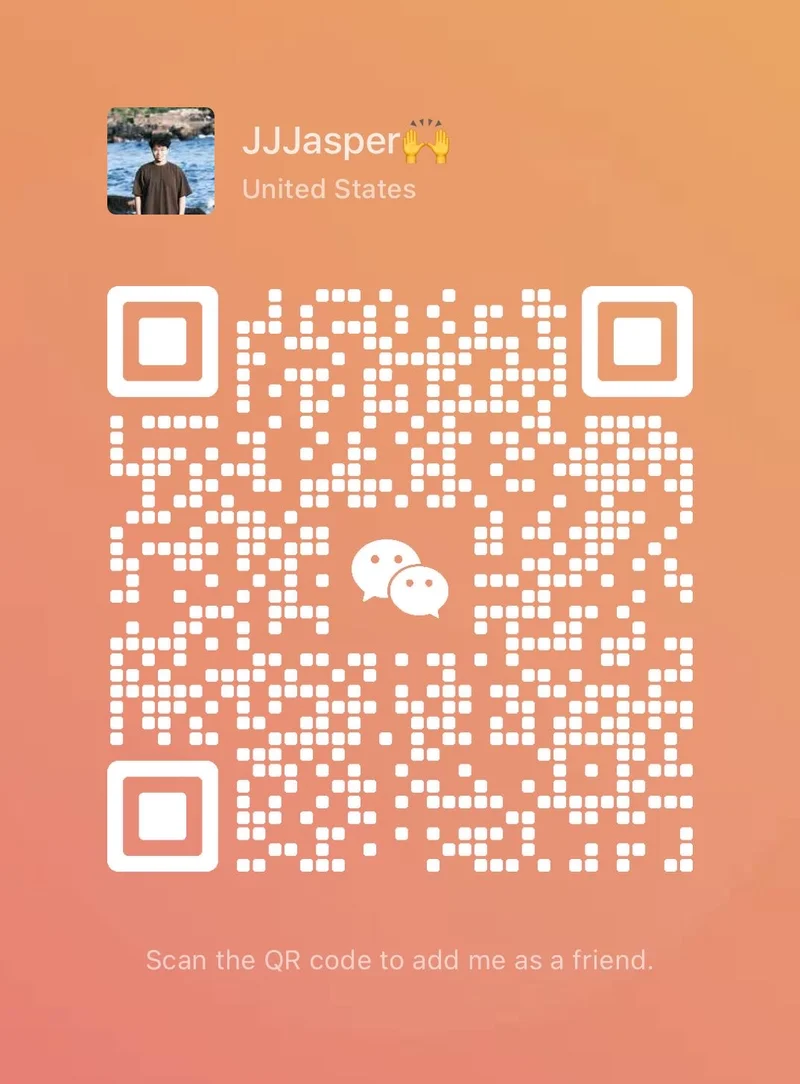 JJJasper🙌
United States
Scan the QR code to add me as a friend.